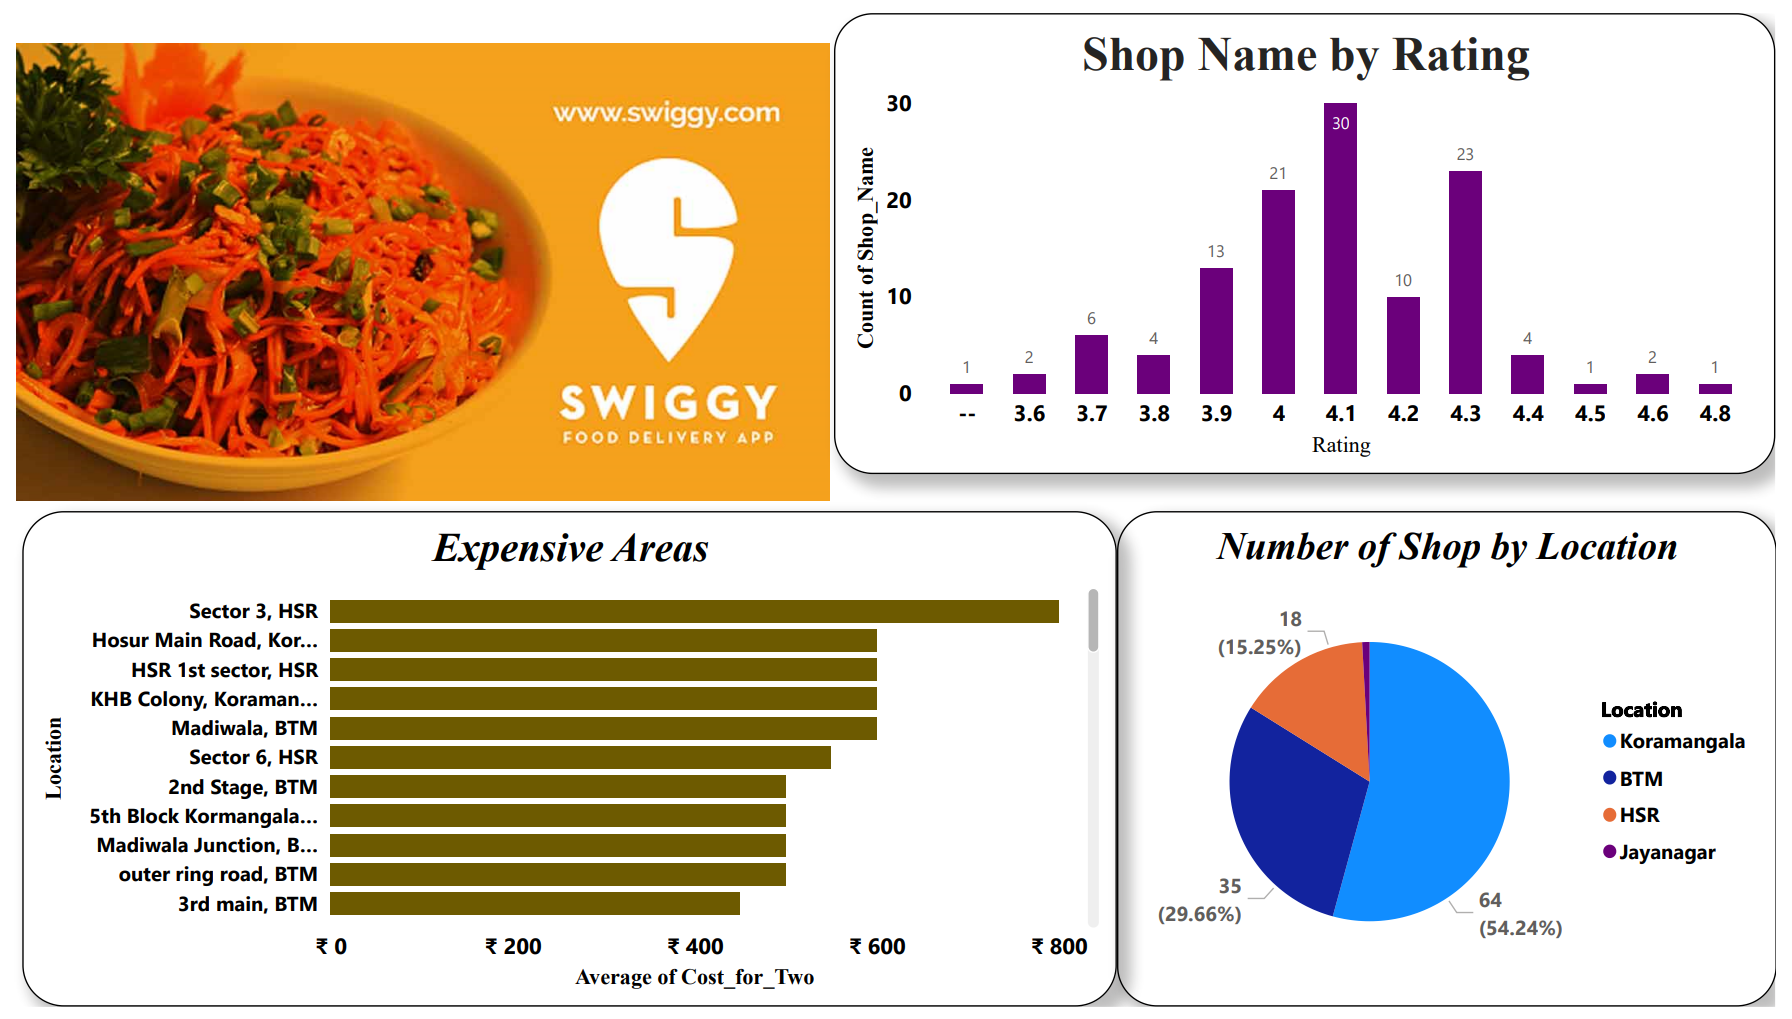 www.swiggy.com
SWIGGY
FOOD DELIVERY APP
Shop Name by Rating
Count of Shop_Name
30
20
10
0
1
2
6
4
13
21
30
10
23
4
1
2
1
--
3.6
3.7
3.8
3.9
4
4.1
4.2
4.3
4.4
4.5
4.6
4.8
Rating
Expensive Areas
Location
Sector 3, HSR
Hosur Main Road, Kor...
HSR 1st sector, HSR
KHB Colony, Koraman...
Madiwala, BTM
Sector 6, HSR
2nd Stage, BTM
5th Block Kormangala...
Madiwala Junction, B...
outer ring road, BTM
3rd main, BTM
₹ 0
₹ 200
₹ 400
₹ 600
₹ 800
Average of Cost_for_Two
Number of Shop by Location
18
(15.25%)
35
(29.66%)
64
(54.24%)
Location
Koramangala
BTM
HSR
Jayanagar